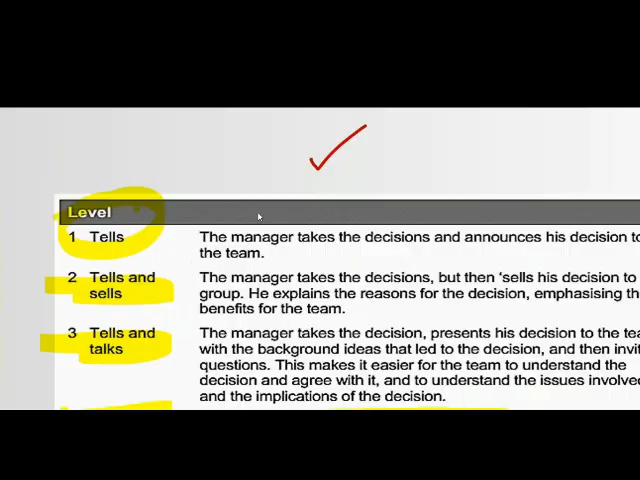 Level
1 Tells The manager takes the decisions and announces his decision to
the team.
2 Tells and The manager takes the decisions, but then ‘sells his decision to
sells group. He explains the reasons for the decision, emphasising th
benefits for the team.
3 Tells and The manager takes the decision, presents his decision to the tea
talks with the background ideas that led to the decision, and then invit
questions. This makes it easier for the team to understand the
decision and agree with it, and to understand the issues involve
and the implications of the decision.